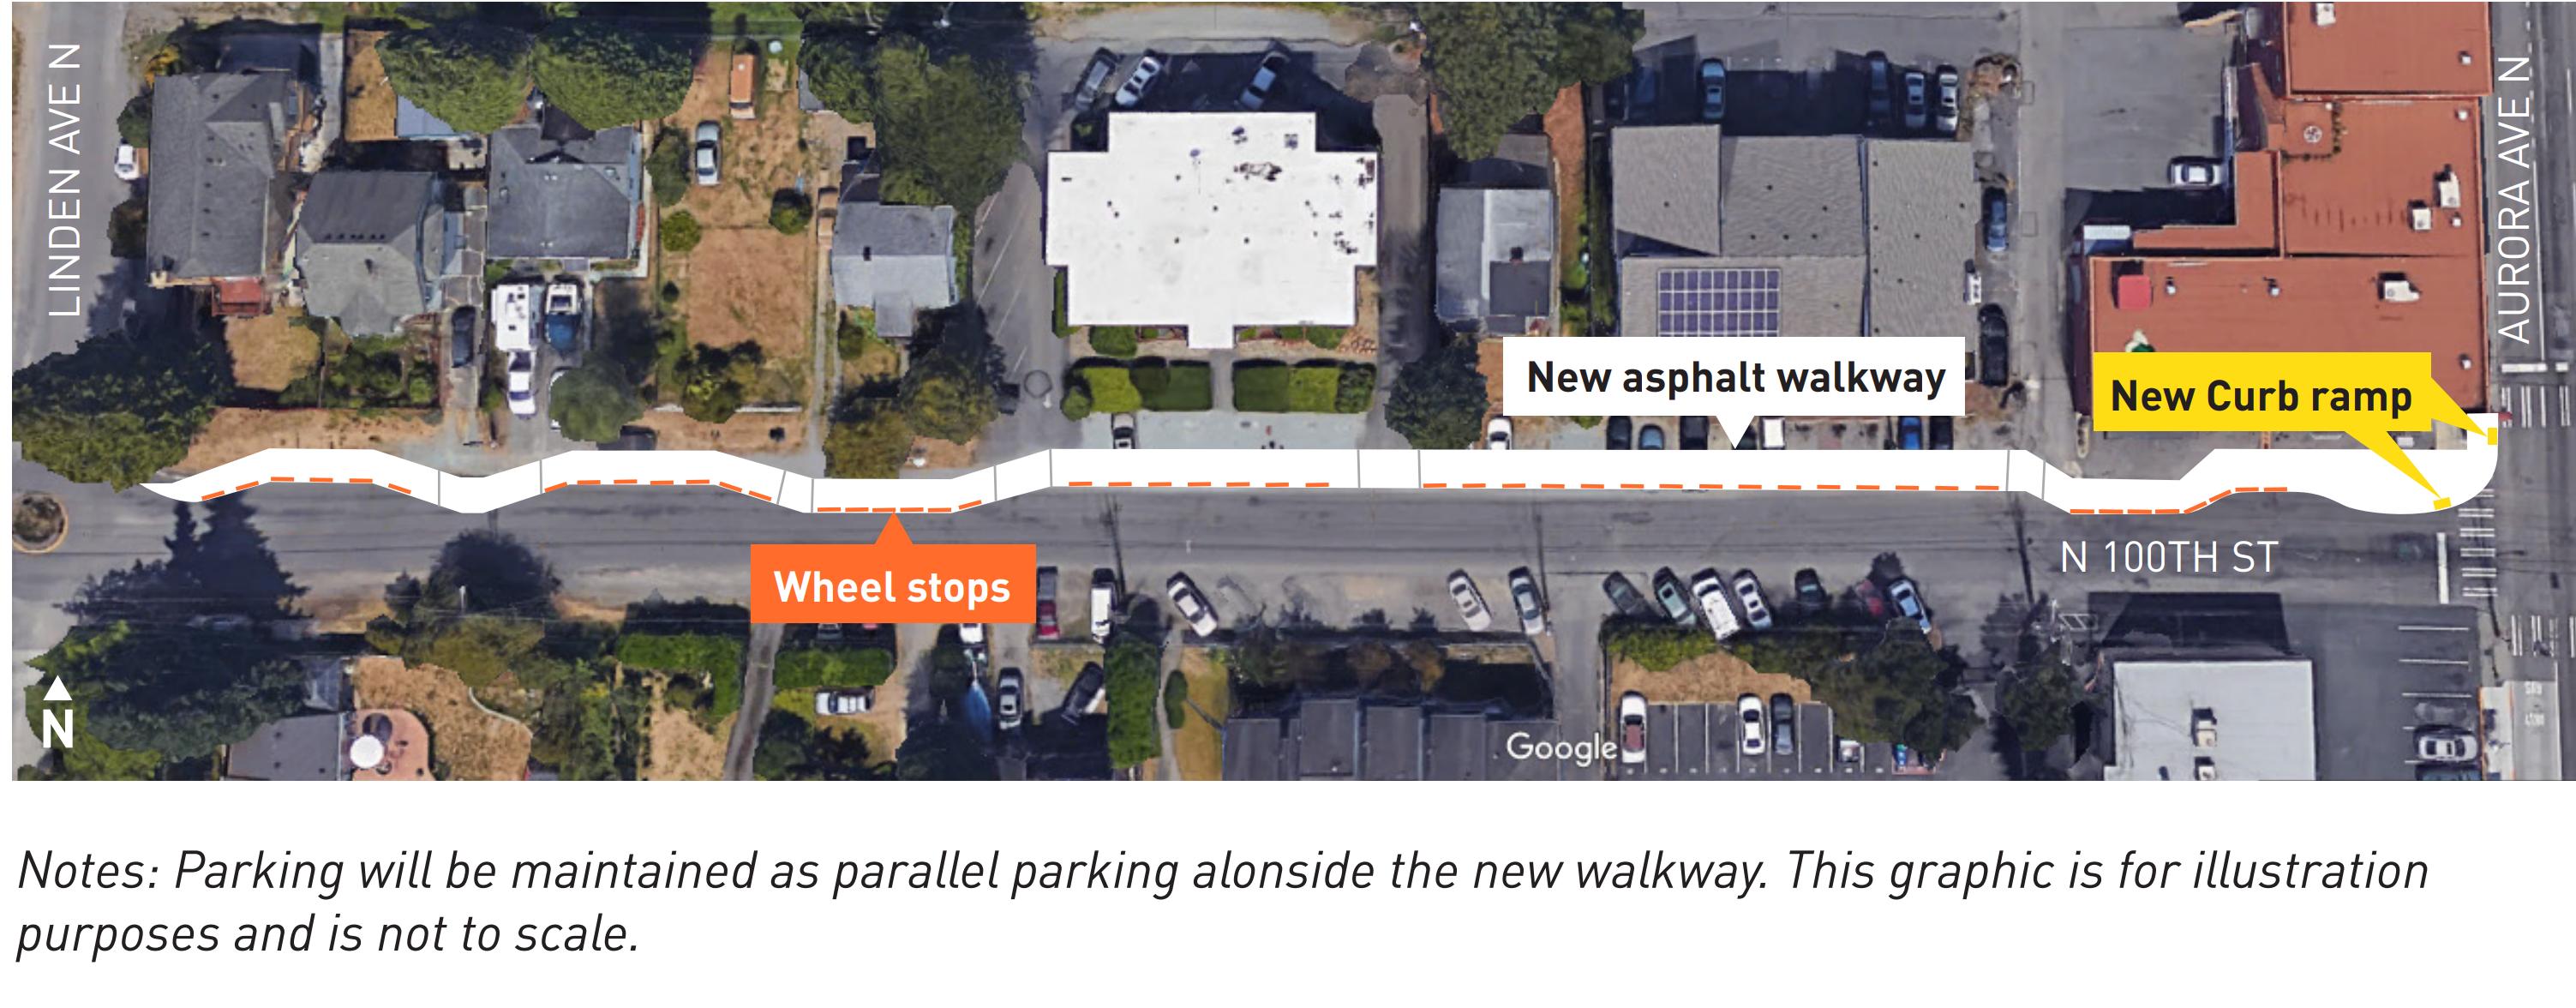 LINDEN AVE N
AURORA AVE N
New asphalt walkway
New Curb ramp
N 100TH ST
Wheel stops
N
Google
Notes: Parking will be maintained as parallel parking alongside the new walkway. This graphic is for illustration
purposes and is not to scale.